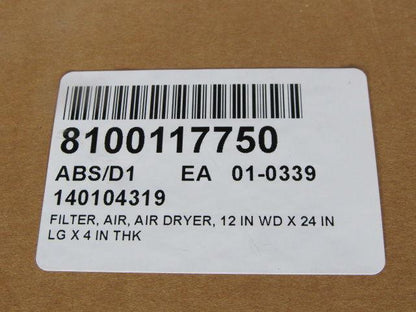 8100117750
ABS/D1 EA 01-0339
140104319
FILTER, AIR, AIR DRYER, 12 IN WD X 24 IN
LG X 4 IN THK